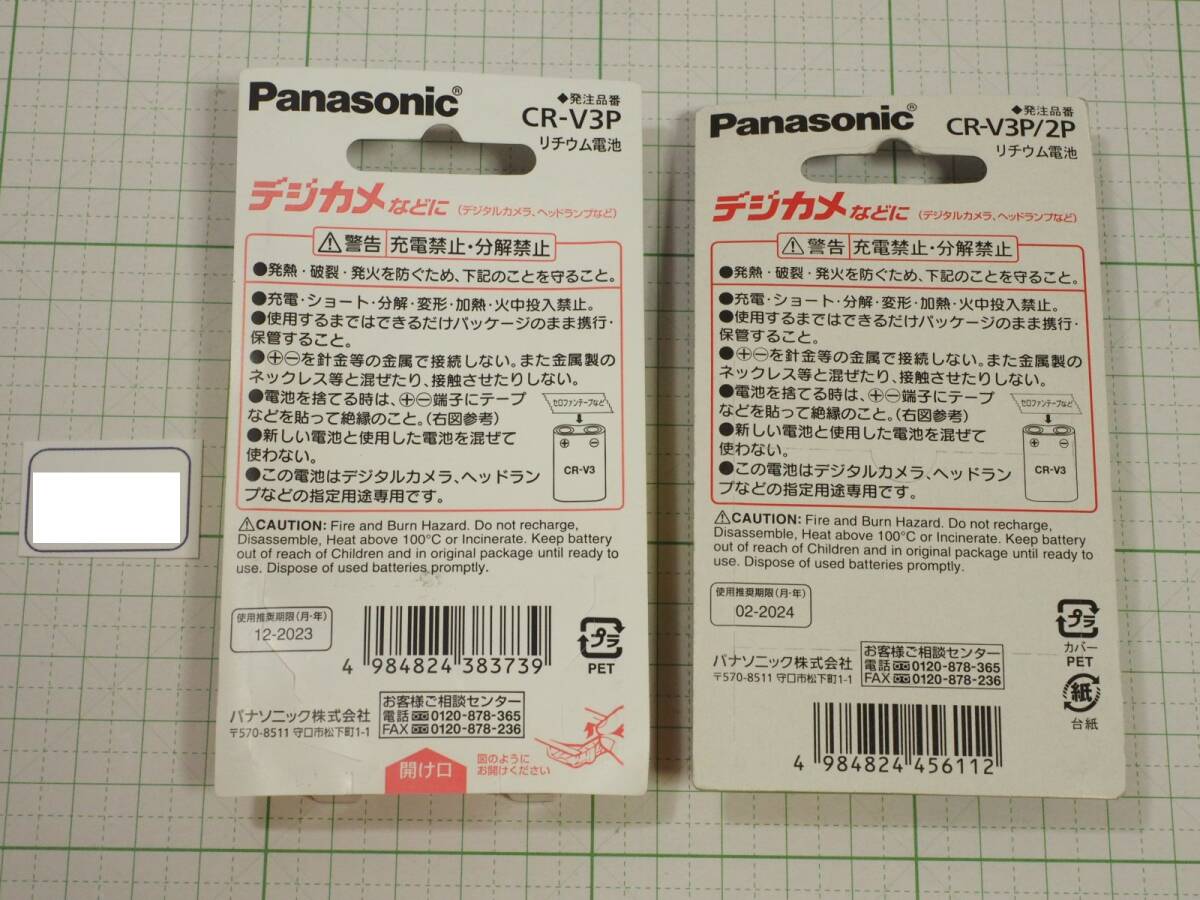 Panasonic®
◆発注品番
CR-V3P
リチウム電池
デジカメなどに (デジタルカメラ、ヘッドランプなど)
⚠警告 充電禁止・分解禁止
●発熱・破裂・発火を防ぐため、下記のことを守ること。
●充電・ショート・分解・変形・加熱・火中投入禁止。
●使用するまではできるだけパッケージのまま携行・
保管すること。
●⊕⊖を針金等の金属で接続しない。また金属製の
ネックレス等と混ぜたり、接触させたりしない。
●電池を捨てる時は、⊕⊖端子にテープ
などを貼って絶縁のこと。(右図参考)
●新しい電池と使用した電池を混ぜて
使わない。
●この電池はデジタルカメラ、ヘッドラン
プなどの指定用途専用です。
セロファンテープなど
⊕ ⊖
CR-V3
⚠CAUTION: Fire and Burn Hazard. Do not recharge,
Disassemble, Heat above 100°C or Incinerate. Keep battery
out of reach of Children and in original package until ready to
use. Dispose of used batteries promptly.
使用推奨期限(月-年)
12-2023
4 984824 383739
プラ
PET
パナソニック株式会社
〒570-8511 守口市松下町1-1
お客様ご相談センター
電話 0120-878-365
FAX 0120-878-236
開け口
図のように
お開けください
Panasonic®
◆発注品番
CR-V3P/2P
リチウム電池
デジカメなどに (デジタルカメラ、ヘッドランプなど)
⚠警告 充電禁止・分解禁止
●発熱・破裂・発火を防ぐため、下記のことを守ること。
●充電・ショート・分解・変形・加熱・火中投入禁止。
●使用するまではできるだけパッケージのまま携行・
保管すること。
●⊕⊖を針金等の金属で接続しない。また金属製の
ネックレス等と混ぜたり、接触させたりしない。
●電池を捨てる時は、⊕⊖端子にテープ
などを貼って絶縁のこと。(右図参考)
●新しい電池と使用した電池を混ぜて
使わない。
●この電池はデジタルカメラ、ヘッドラン
プなどの指定用途専用です。
セロファンテープなど
⊕ ⊖
CR-V3
⚠CAUTION: Fire and Burn Hazard. Do not recharge,
Disassemble, Heat above 100°C or Incinerate. Keep battery
out of reach of Children and in original package until ready to
use. Dispose of used batteries promptly.
使用推奨期限(月-年)
02-2024
プラ
カバー
PET
紙
台紙
パナソニック株式会社
〒570-8511 守口市松下町1-1
お客様ご相談センター
電話 0120-878-365
FAX 0120-878-236
4 984824 456112